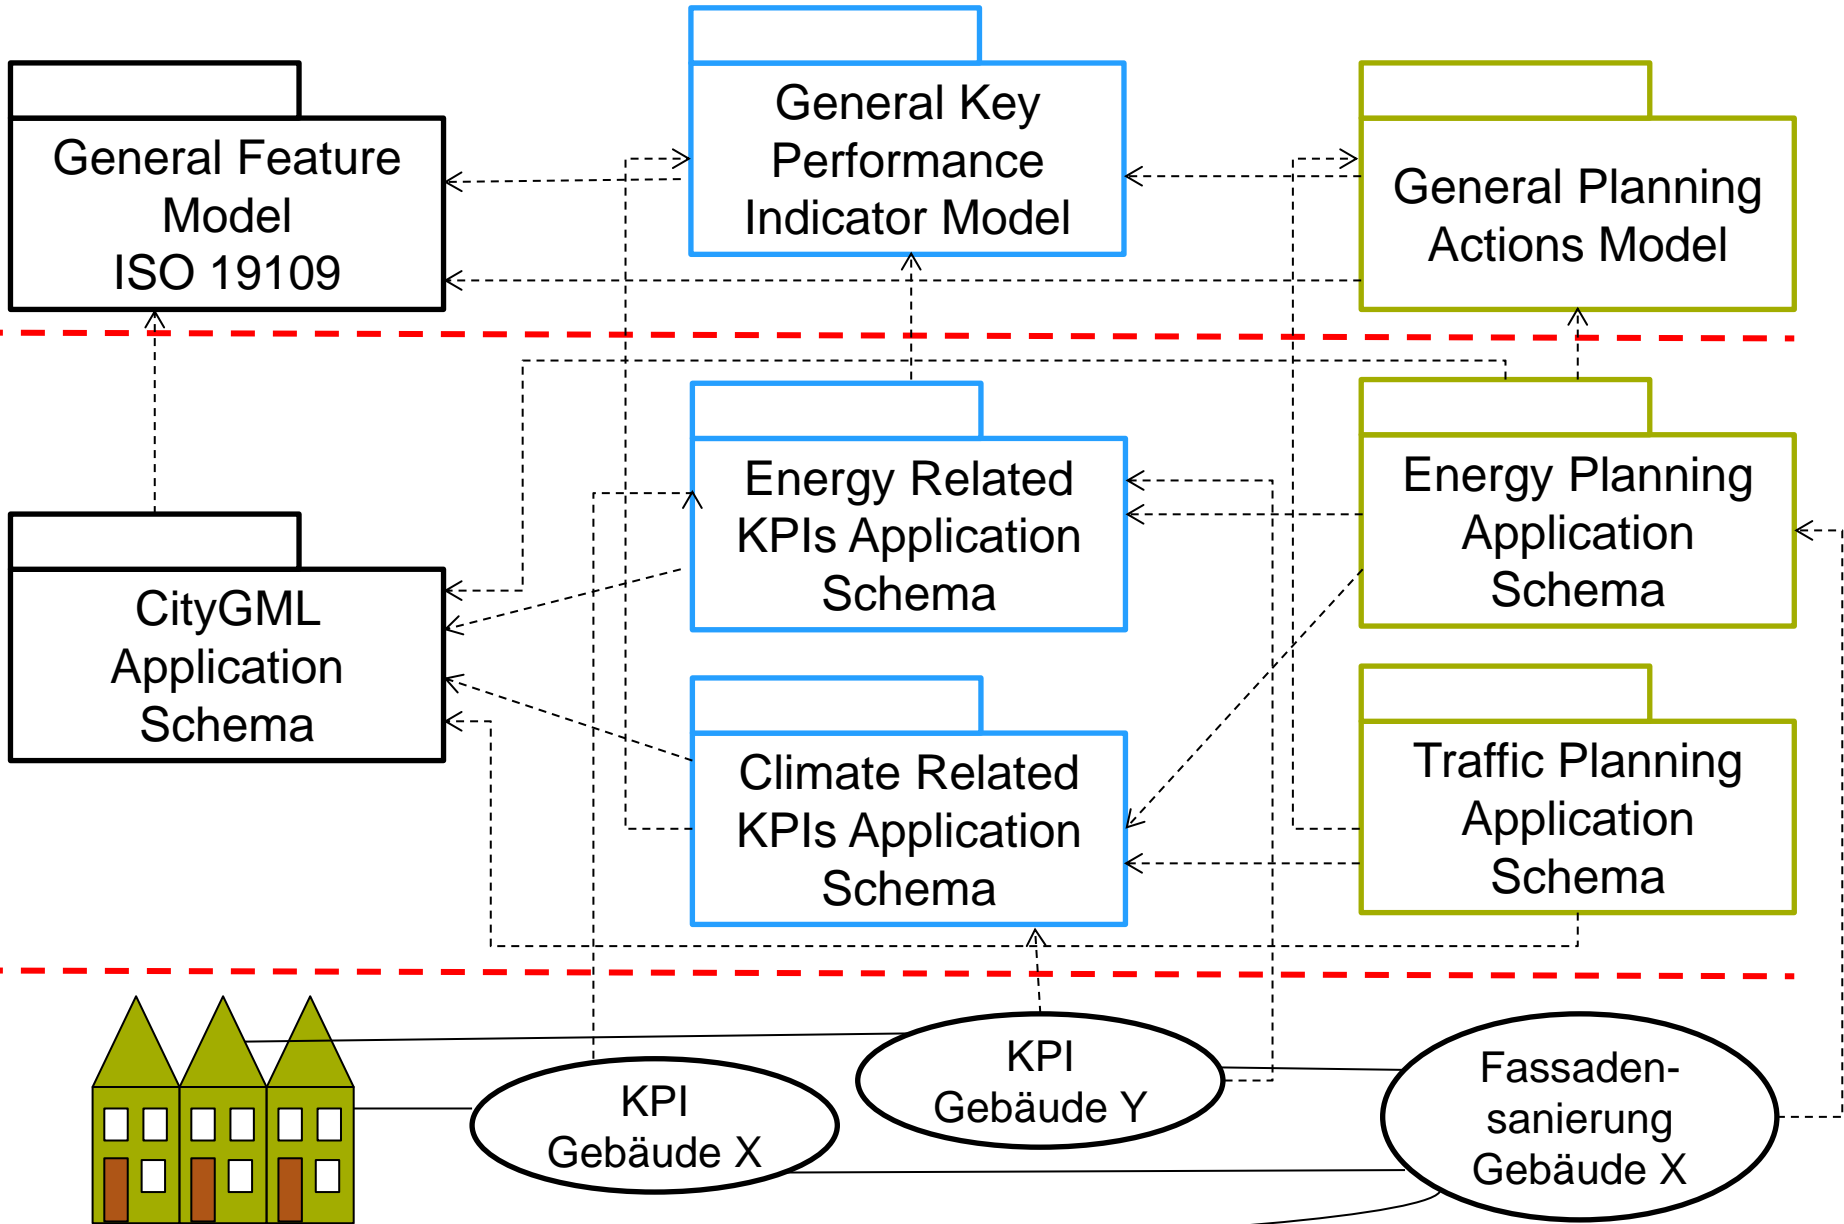 General Feature
Model
ISO 19109
General Key
Performance
Indicator Model
General Planning
Actions Model
CityGML
Application
Schema
Energy Related
KPIs Application
Schema
Energy Planning
Application
Schema
Climate Related
KPIs Application
Schema
Traffic Planning
Application
Schema
KPI
Gebäude X
KPI
Gebäude Y
Fassaden-
sanierung
Gebäude X